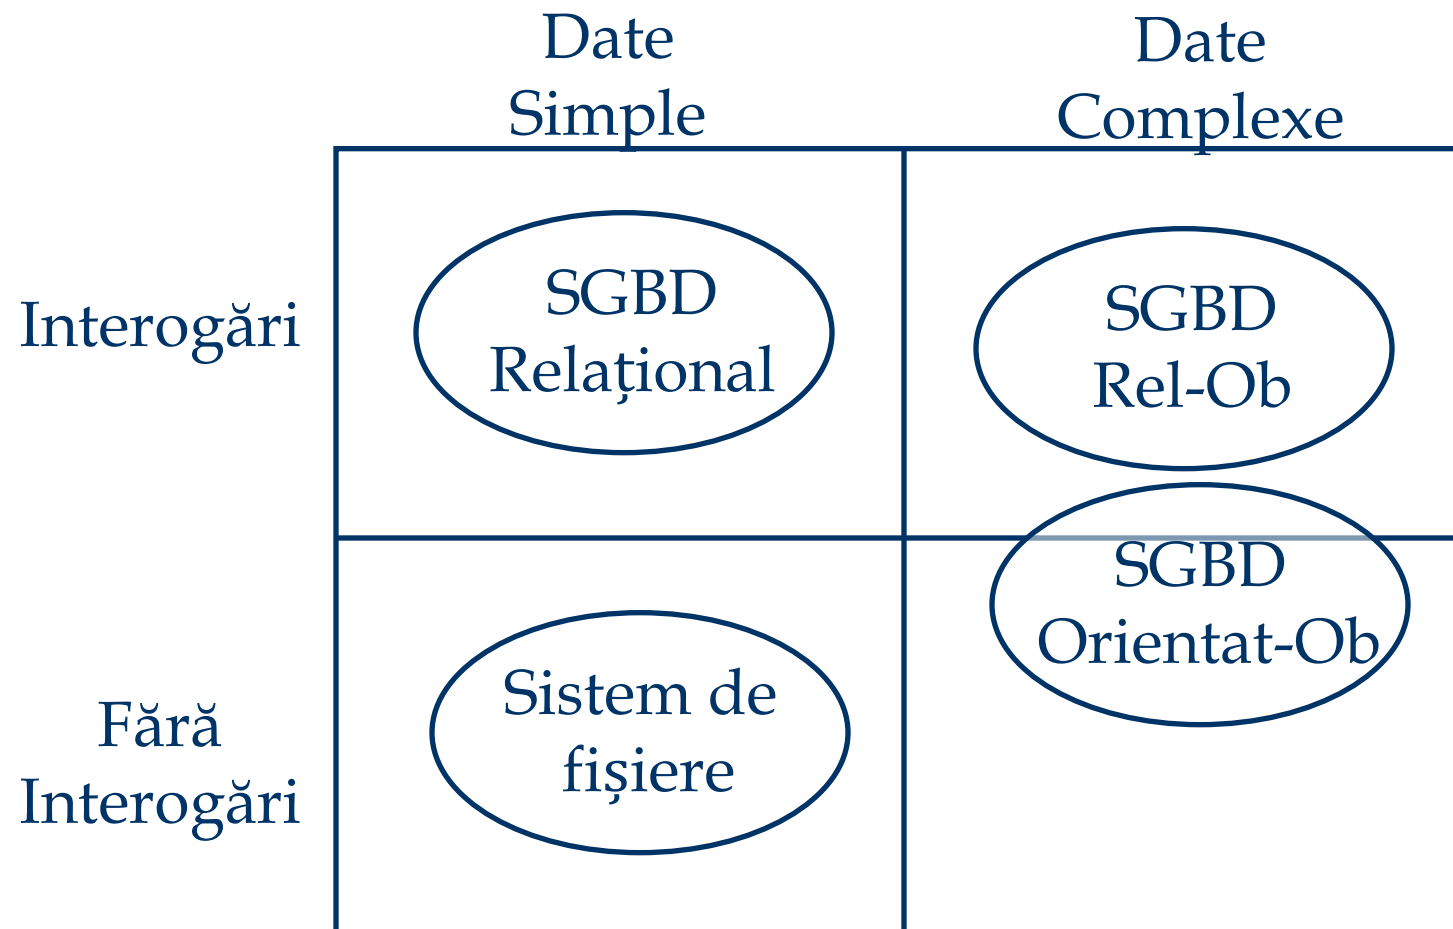 Date
Simple
Date
Complexe
Interogări
SGBD
Relațional
SGBD
Rel-Ob
SGBD
Orientat-Ob
Fără
Interogări
Sistem de
fișiere